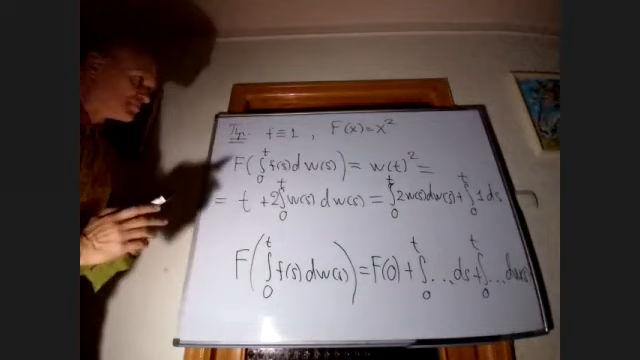 Пр. f≡1 , F(x)=x²
F(∫₀ᵗ f(s)dw(s)) = w(t)² =
= t + 2∫₀ᵗ w(s) dw(s) = ∫₀ᵗ 2w(s)dw(s) + ∫₀ᵗ 1 ds
F(∫₀ᵗ f(s)dw(s)) = F(0) + ∫₀ᵗ ... ds + ∫₀ᵗ ... dw(s)